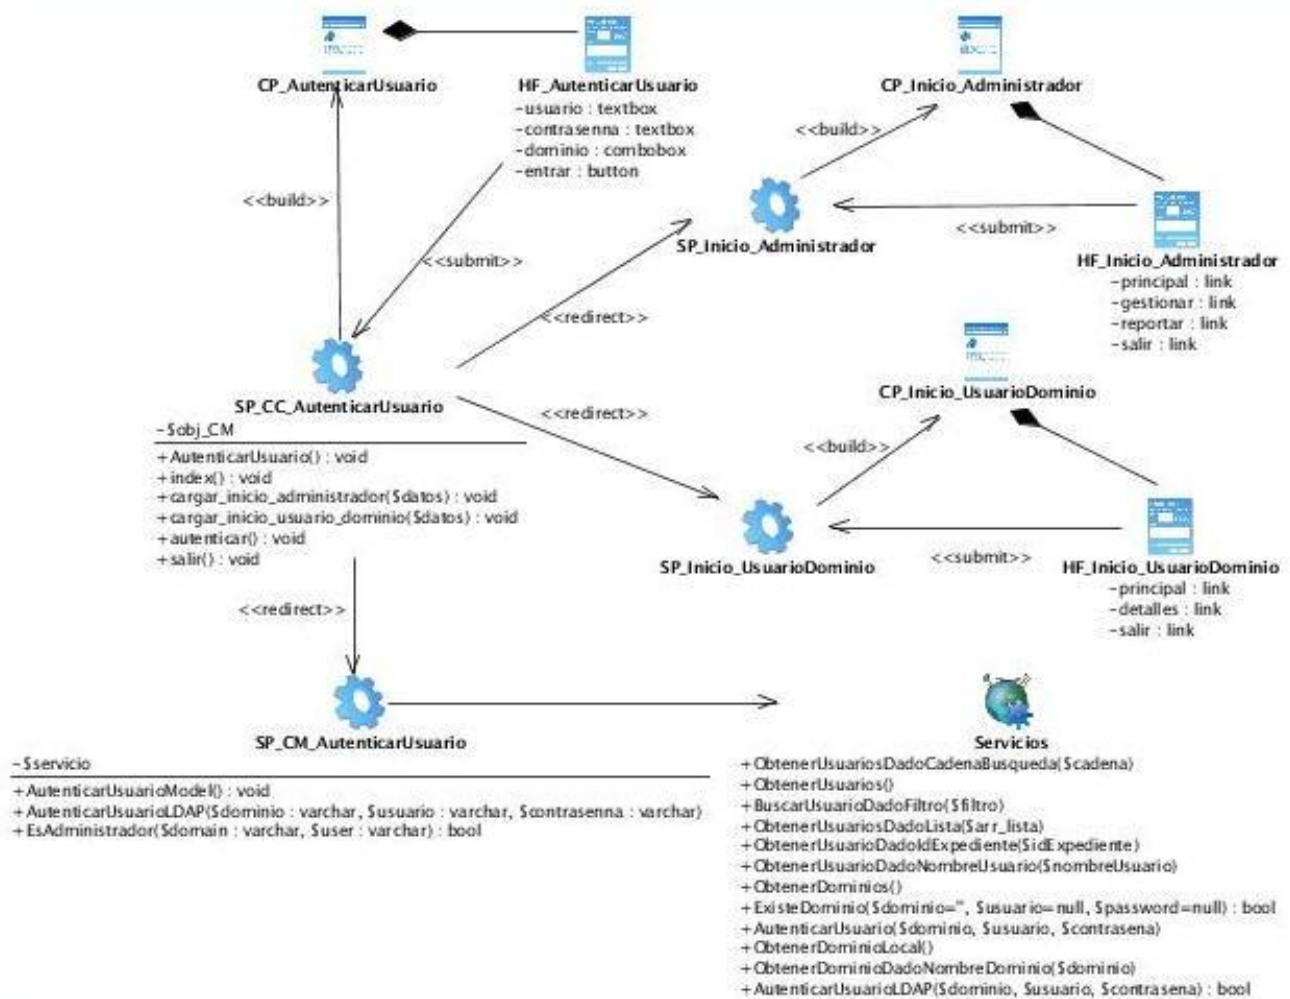 CP_AutenticarUsuario
HF_AutenticarUsuario
-usuario : textbox
-contrasenna : textbox
-dominio : combobox
-entrar : button
CP_Inicio_Administrador
<<build>>
<<build>>
<<submit>>
SP_Inicio_Administrador
<<submit>>
HF_Inicio_Administrador
-principal : link
-gestionar : link
-reportar : link
-salir : link
<<redirect>>
SP_CC_AutenticarUsuario
-$obj_CM
+AutenticarUsuario() : void
+index() : void
+cargar_inicio_administrador($datos) : void
+cargar_inicio_usuario_dominio($datos) : void
+autenticar() : void
+salir() : void
<<redirect>>
CP_Inicio_UsuarioDominio
<<build>>
SP_Inicio_UsuarioDominio
<<submit>>
HF_Inicio_UsuarioDominio
-principal : link
-detalles : link
-salir : link
<<redirect>>
SP_CM_AutenticarUsuario
-$servicio
+AutenticarUsuarioModel() : void
+AutenticarUsuarioLDAP($dominio : varchar, $usuario : varchar, $contrasenna : varchar)
+EsAdministrador($domain : varchar, $user : varchar) : bool
Servicios
+ObtenerUsuariosDadoCadenaBusqueda($cadena)
+ObtenerUsuarios()
+BuscarUsuarioDadoFiltro($filtro)
+ObtenerUsuariosDadoLista($arr_lista)
+ObtenerUsuarioDadoIdExpediente($idExpediente)
+ObtenerUsuarioDadoNombreUsuario($nombreUsuario)
+ObtenerDominios()
+ExisteDominio($dominio='', $usuario=null, $password=null) : bool
+AutenticarUsuario($dominio, $usuario, $contrasena)
+ObtenerDominioLocal()
+ObtenerDominioDadoNombreDominio($dominio)
+AutenticarUsuarioLDAP($dominio, $usuario, $contrasena) : bool